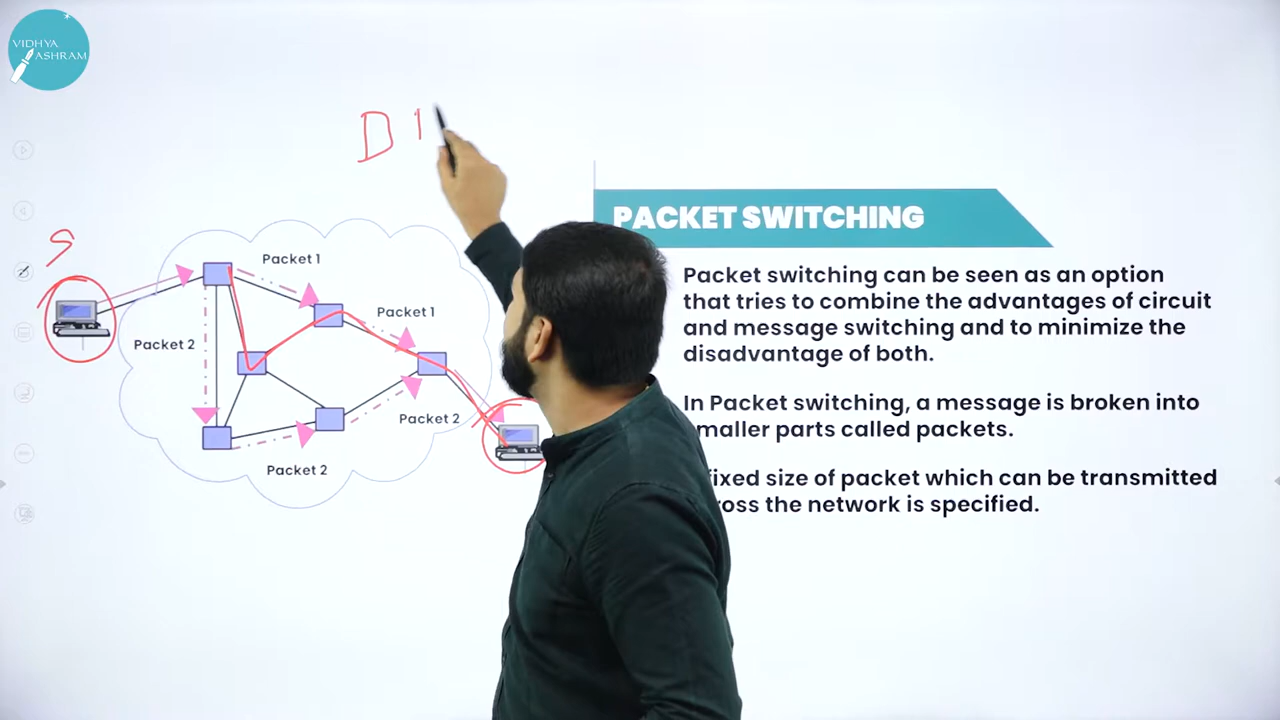 VIDHYA
ASHRAM
D I
S
PACKET SWITCHING
Packet 1
Packet 1
Packet 2
Packet 2
Packet 2
Packet switching can be seen as an option
that tries to combine the advantages of circuit
and message switching and to minimize the
disadvantage of both.
In Packet switching, a message is broken into
maller parts called packets.
fixed size of packet which can be transmitted
ross the network is specified.